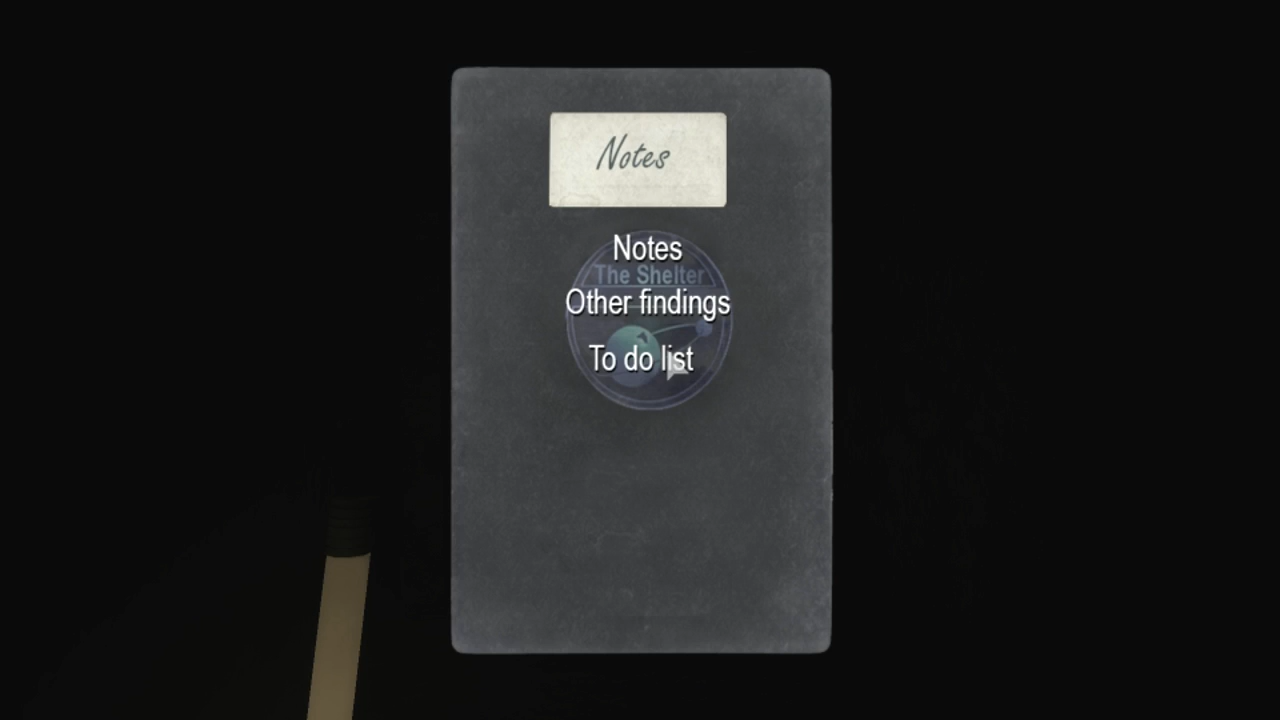 Notes
Notes
The Shelter
Other findings
To do list